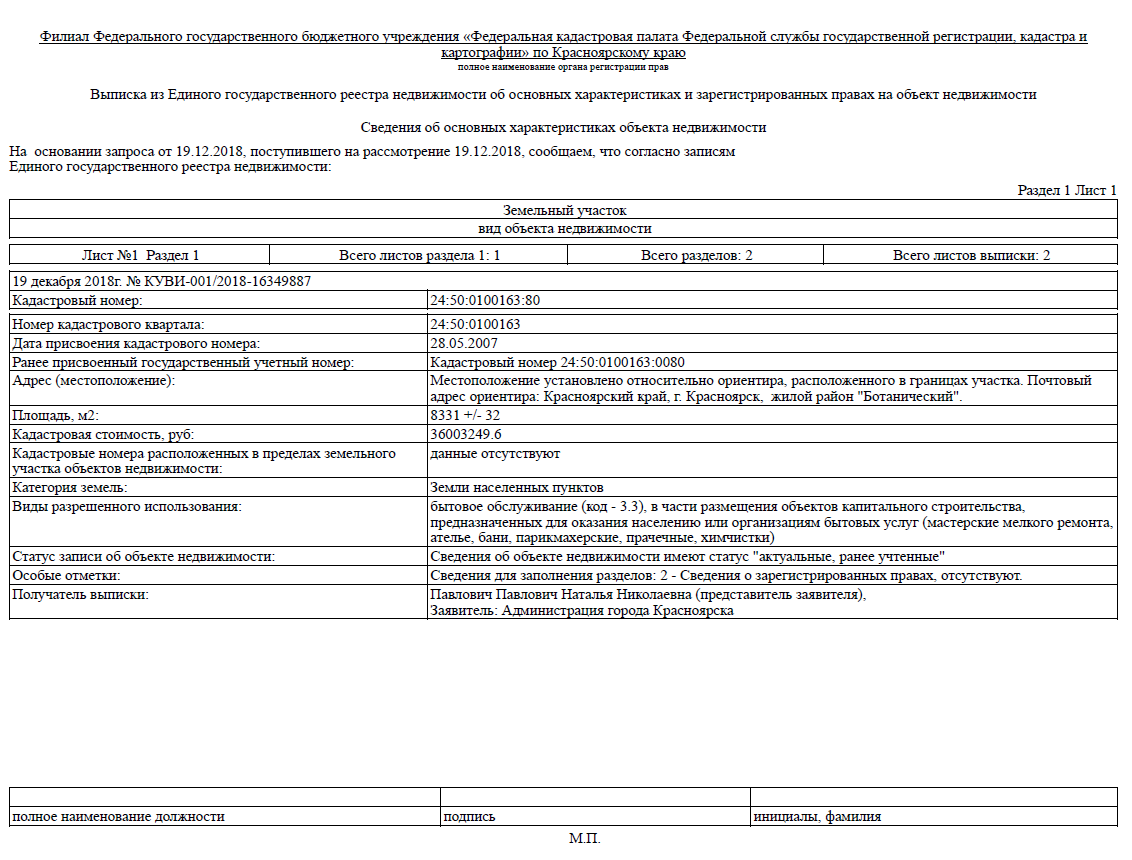 Филиал Федерального государственного бюджетного учреждения «Федеральная кадастровая палата Федеральной службы государственной регистрации, кадастра и
картографии» по Красноярскому краю
полное наименование органа регистрации прав
Выписка из Единого государственного реестра недвижимости об основных характеристиках и зарегистрированных правах на объект недвижимости
Сведения об основных характеристиках объекта недвижимости
На  основании запроса от 19.12.2018, поступившего на рассмотрение 19.12.2018, сообщаем, что согласно записям
Единого государственного реестра недвижимости:
Раздел 1 Лист 1
Земельный участок
вид объекта недвижимости
Лист №1  Раздел 1 Всего листов раздела 1: 1 Всего разделов: 2 Всего листов выписки: 2
19 декабря 2018г. № КУВИ-001/2018-16349887
Кадастровый номер: 24:50:0100163:80
Номер кадастрового квартала: 24:50:0100163
Дата присвоения кадастрового номера: 28.05.2007
Ранее присвоенный государственный учетный номер: Кадастровый номер 24:50:0100163:0080
Адрес (местоположение): Местоположение установлено относительно ориентира, расположенного в границах участка. Почтовый
адрес ориентира: Красноярский край, г. Красноярск,  жилой район "Ботанический".
Площадь, м2: 8331 +/- 32
Кадастровая стоимость, руб: 36003249.6
Кадастровые номера расположенных в пределах земельного данные отсутствуют
участка объектов недвижимости:
Категория земель: Земли населенных пунктов
Виды разрешенного использования: бытовое обслуживание (код - 3.3), в части размещения объектов капитального строительства,
предназначенных для оказания населению или организациям бытовых услуг (мастерские мелкого ремонта,
ателье, бани, парикмахерские, прачечные, химчистки)
Статус записи об объекте недвижимости: Сведения об объекте недвижимости имеют статус "актуальные, ранее учтенные"
Особые отметки: Сведения для заполнения разделов: 2 - Сведения о зарегистрированных правах, отсутствуют.
Получатель выписки: Павлович Павлович Наталья Николаевна (представитель заявителя),
Заявитель: Администрация города Красноярска
полное наименование должности подпись инициалы, фамилия
М.П.